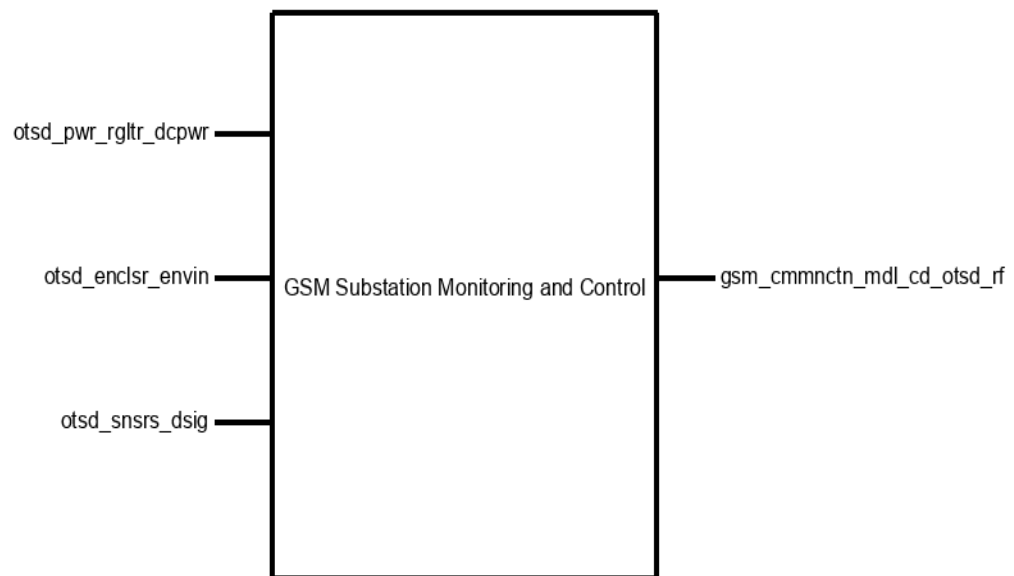 otsd_pwr_rgltr_dcpwr
otsd_enclsr_envin
GSM Substation Monitoring and Control
gsm_cmmnctn_mdl_cd_otsd_rf
otsd_snsrs_dsig